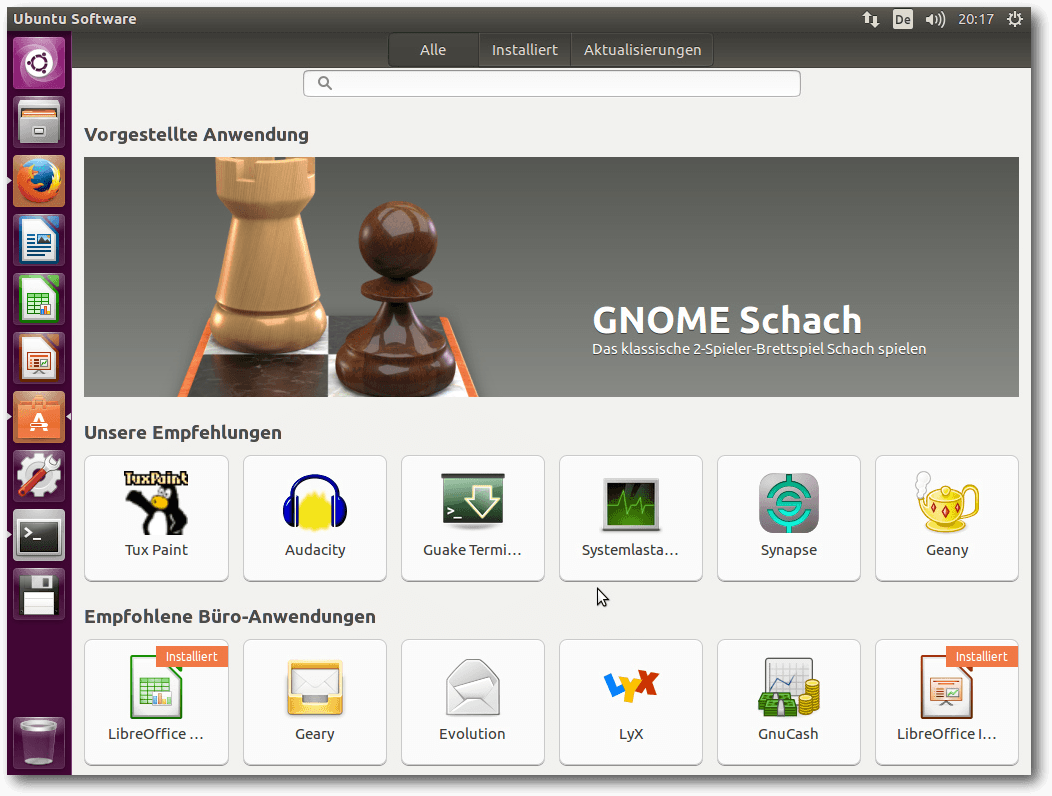 Ubuntu Software
De
20:17
Alle
Installiert
Aktualisierungen
Vorgestellte Anwendung
GNOME Schach
Das klassische 2-Spieler-Brettspiel Schach spielen
Unsere Empfehlungen
TuxPaint
Tux Paint
Audacity
>_
Guake Termi...
Systemlasta...
Synapse
Geany
Empfohlene Büro-Anwendungen
Installiert
LibreOffice ...
Geary
Evolution
LyX
LyX
GnuCash
Installiert
LibreOffice I...